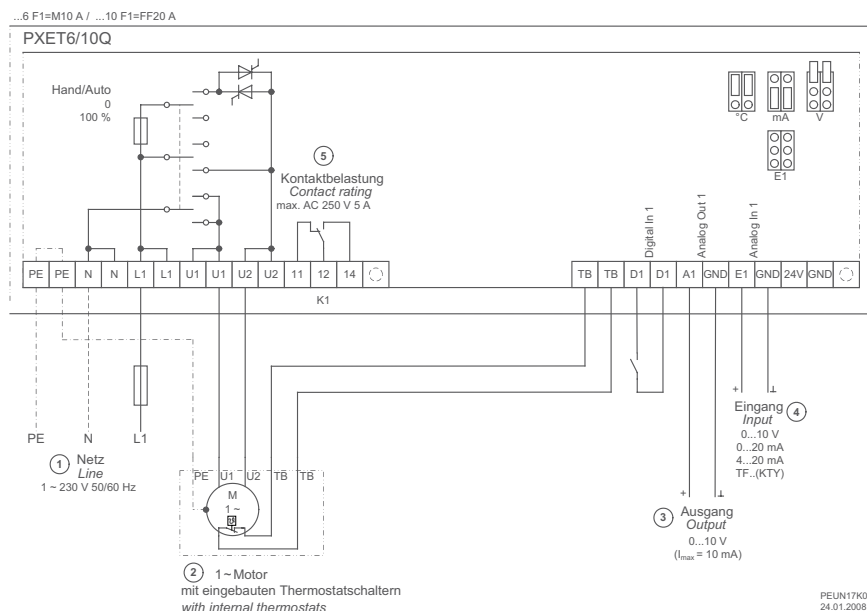 ...6 F1=M10 A / ...10 F1=FF20 A
PXET6/10Q
Hand/Auto
0
100 %
5
Kontaktbelastung
Contact rating
max. AC 250 V 5 A
°C mA V
E1
Digital In 1
Analog Out 1
Analog In 1
PE PE N N L1 L1 U1 U1 U2 U2 11 12 14
TB TB D1 D1 A1 GND E1 GND 24V GND
K1
PE N L1
1 Netz
Line
1 ~ 230 V 50/60 Hz
PE U1 U2 TB TB
M
1 ~
2 1~Motor
mit eingebauten Thermostatschaltern
with internal thermostats
+ ⊥
3 Ausgang
Output
0...10 V
(Imax = 10 mA)
+ ⊥
Eingang 4
Input
0...10 V
0...20 mA
4...20 mA
TF..(KTY)
PEUN17K0
24.01.2008